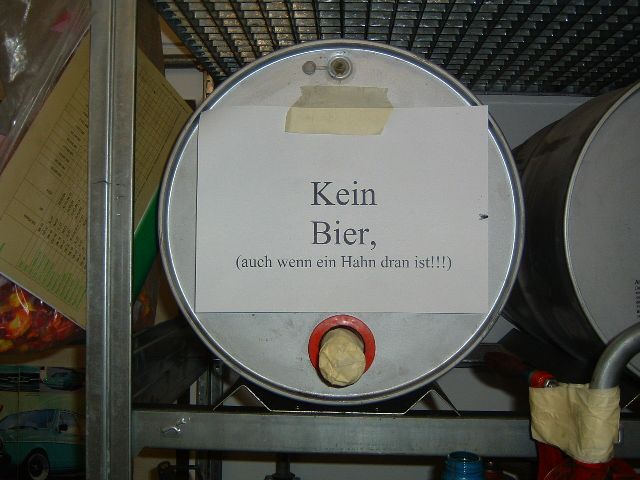 Kein
Bier,
(auch wenn ein Hahn dran ist!!!)